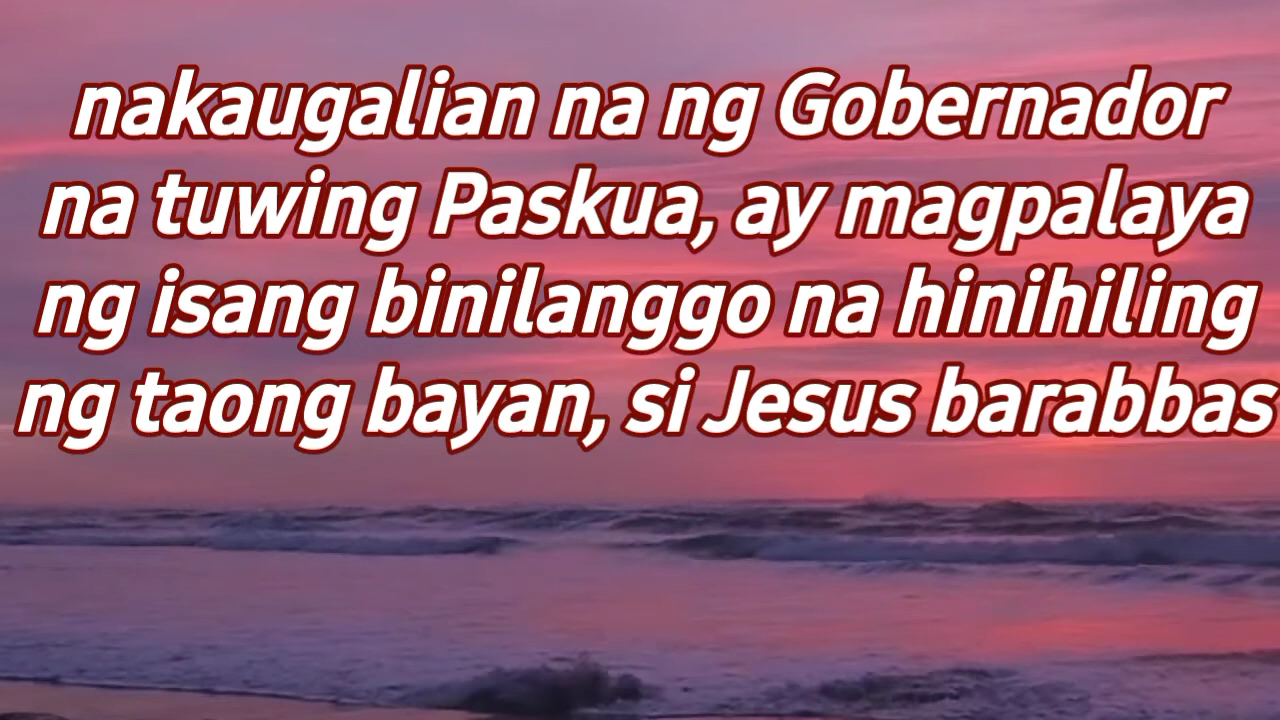 nakaugalian na ng Gobernador
na tuwing Paskua, ay magpalaya
ng isang binilanggo na hinihiling
ng taong bayan, si Jesus barabbas